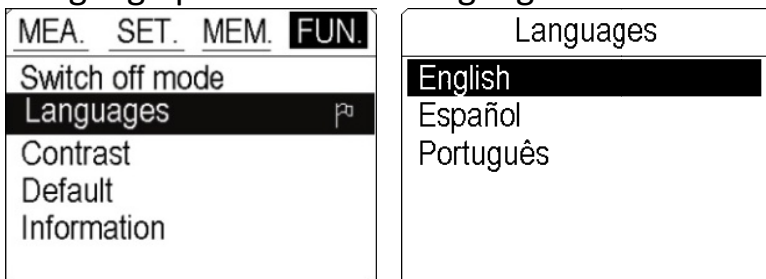 MEA. SET. MEM. FUN.
Switch off mode
Languages
Contrast
Default
Information
Languages
English
Español
Português